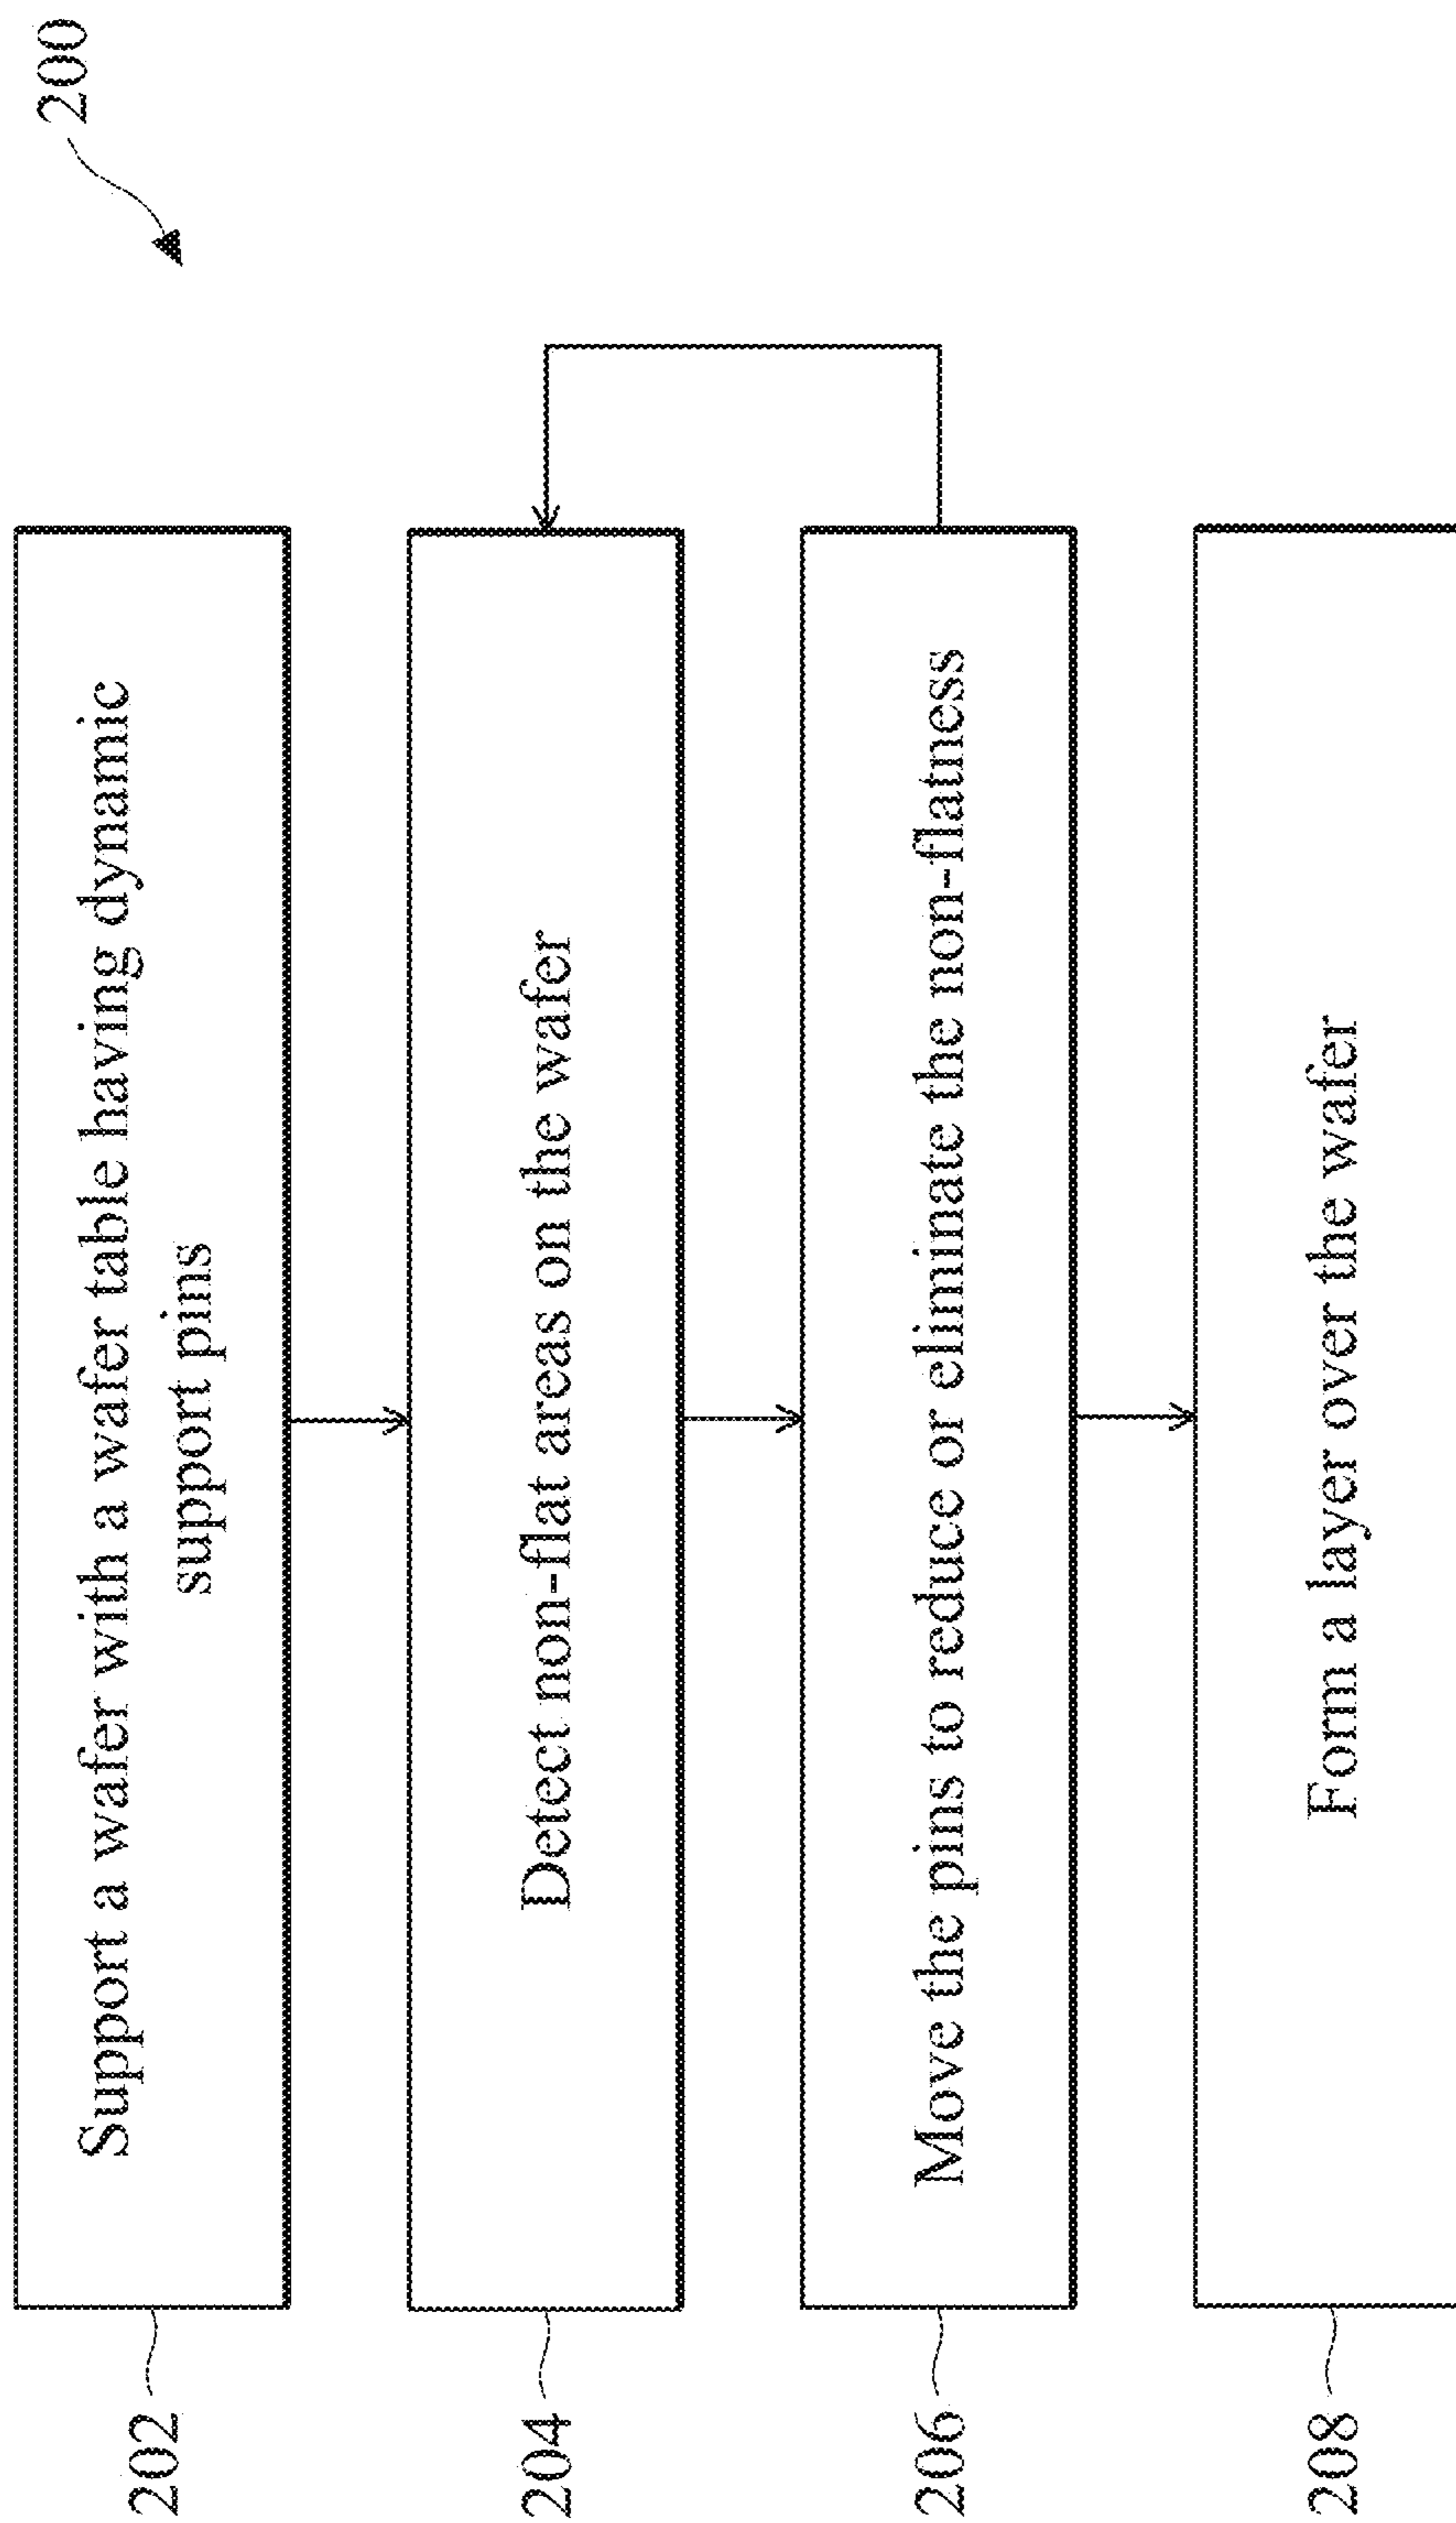 200
202
Support a wafer with a wafer table having dynamic
support pins
204
Detect non-flat areas on the wafer
206
Move the pins to reduce or eliminate the non-flatness
208
Form a layer over the wafer